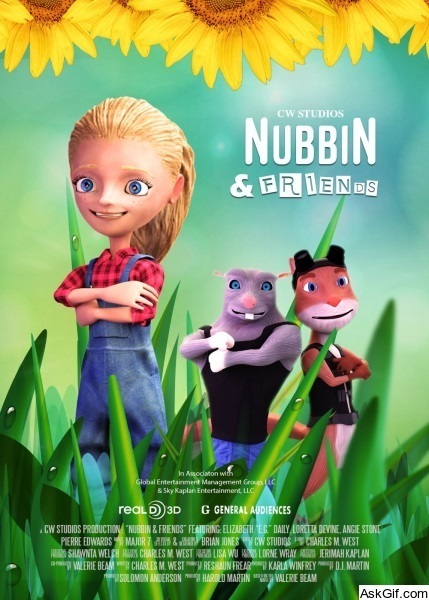 CW STUDIOS
NUBBIN
& FRIENDS
In Associaton with
Global Entertainment Management Group, LLC
& Sky Kaplan Entertainment, LLC
REAL D 3D G GENERAL AUDIENCES
A CW STUDIOS PRODUCTION "NUBBIN & FRIENDS" FEATURING: ELIZABETH "E.G." DAILY, LORETTA DEVINE, ANGIE STONE
PIERRE EDWARDS MAJOR 7 BRIAN JONES CW STUDIOS CHARLES M. WEST
SHAWNTA WELSH CHARLES M. WEST LISA WU LORNE WRAY JERIMAH KAPLAN
VALERIE BEAM CHARLES M. WEST RESHAUN FREAR KARLA WINFREY D.J. MARTIN
SOLOMON ANDERSON HAROLD MARTIN VALERIE BEAM
AskGif.com